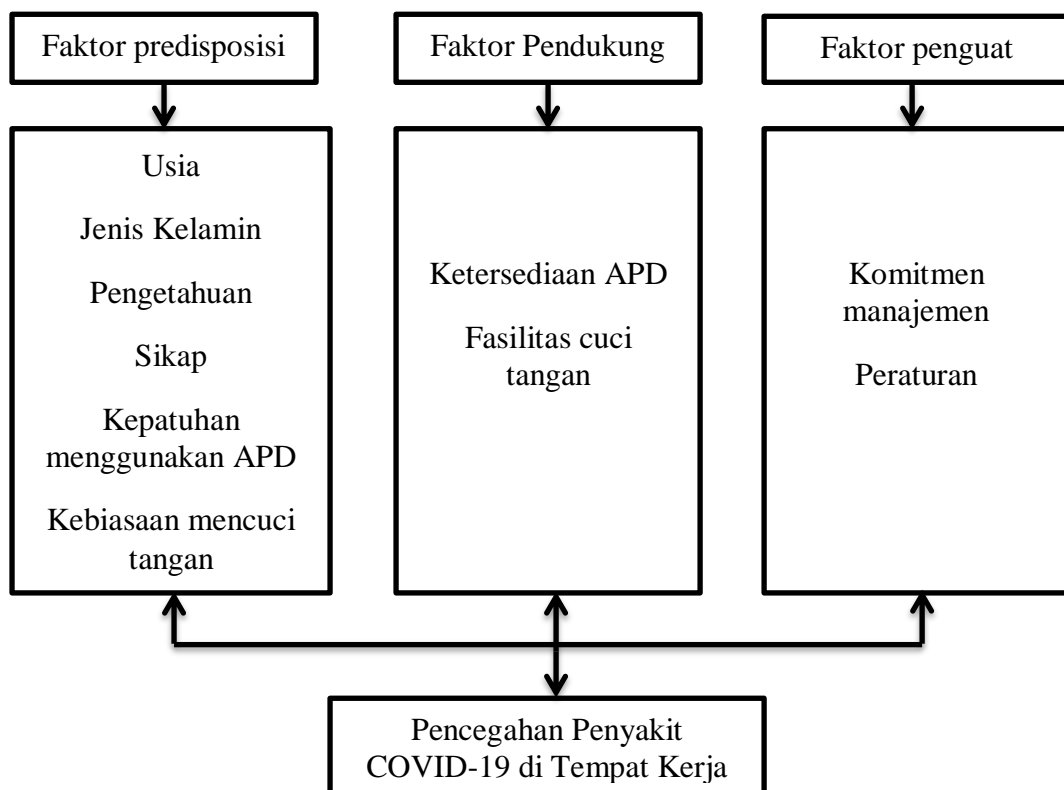 Faktor predisposisi
Faktor Pendukung
Faktor penguat
Usia
Jenis Kelamin
Pengetahuan
Sikap
Kepatuhan
menggunakan APD
Kebiasaan mencuci
tangan
Ketersediaan APD
Fasilitas cuci
tangan
Komitmen
manajemen
Peraturan
Pencegahan Penyakit
COVID-19 di Tempat Kerja